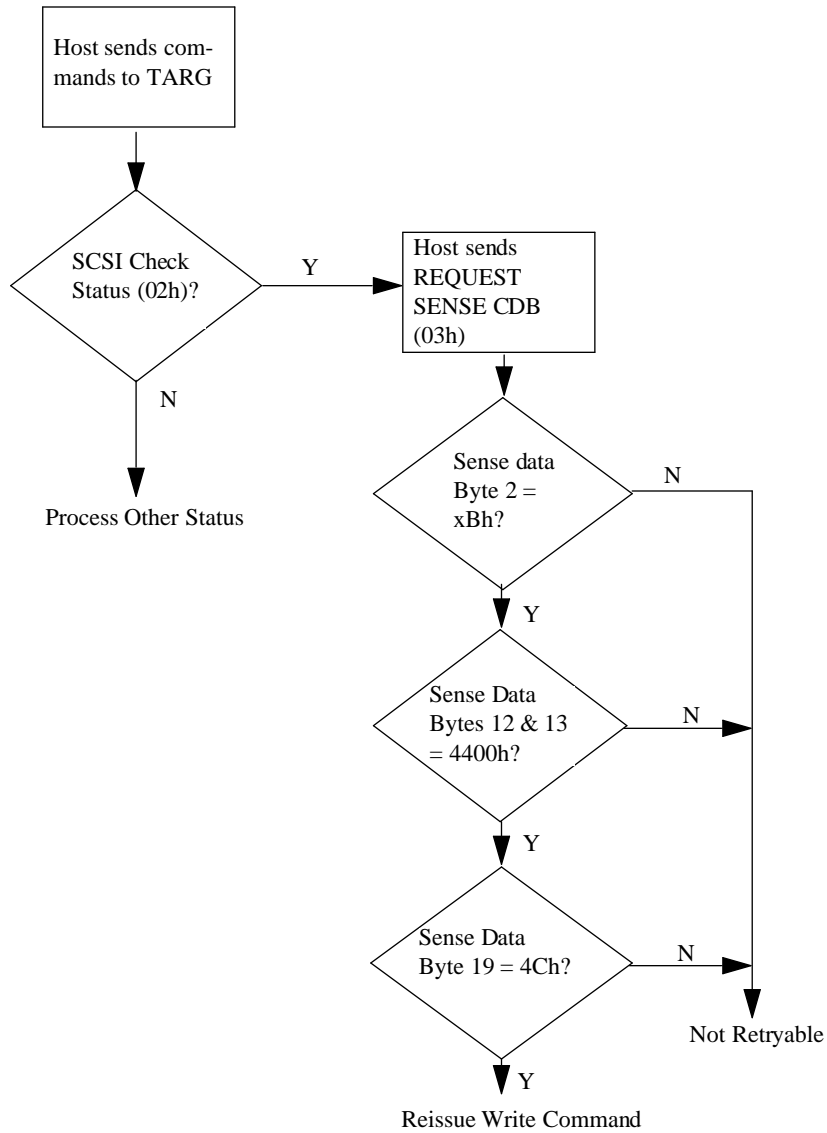 Host sends com-
mands to TARG
SCSI Check
Status (02h)?
Y
Host sends
REQUEST
SENSE CDB
(03h)
N
Process Other Status
Sense data
Byte 2 =
xBh?
N
Y
Sense Data
Bytes 12 & 13
= 4400h?
N
Y
Sense Data
Byte 19 = 4Ch?
N
Not Retryable
Y
Reissue Write Command